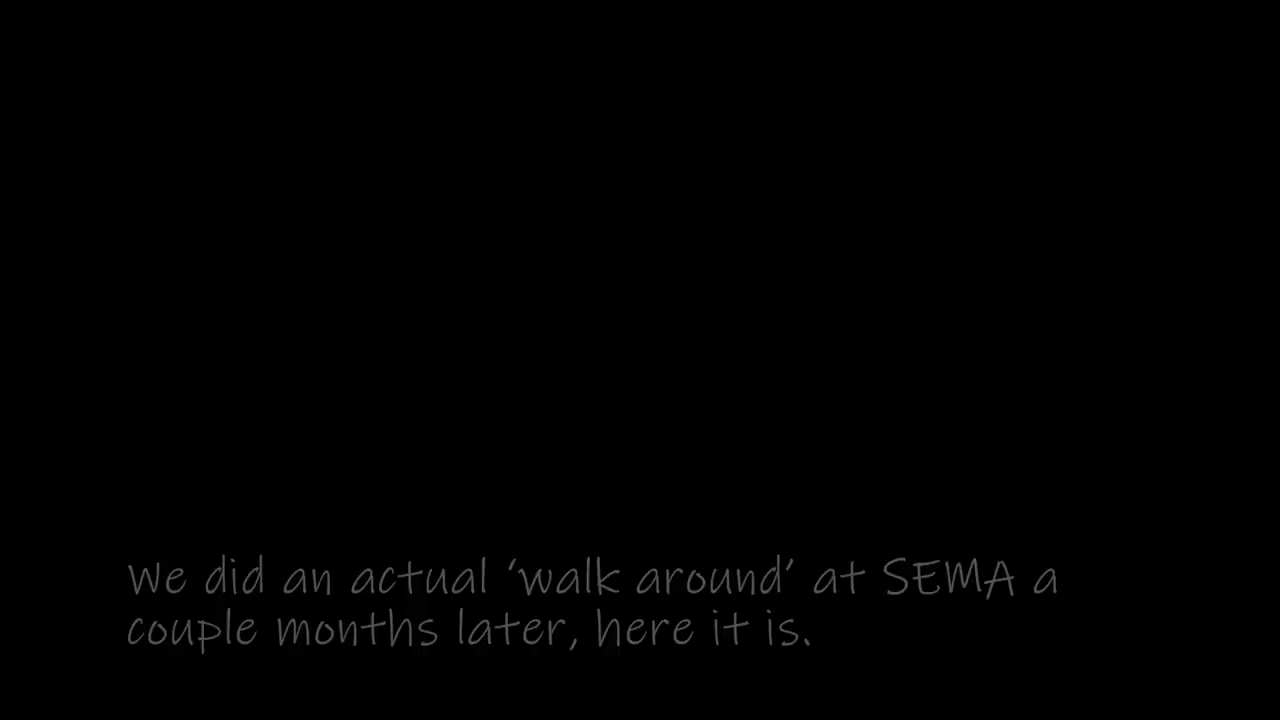 We did an actual ‘walk around’ at SEMA a
couple months later, here it is.